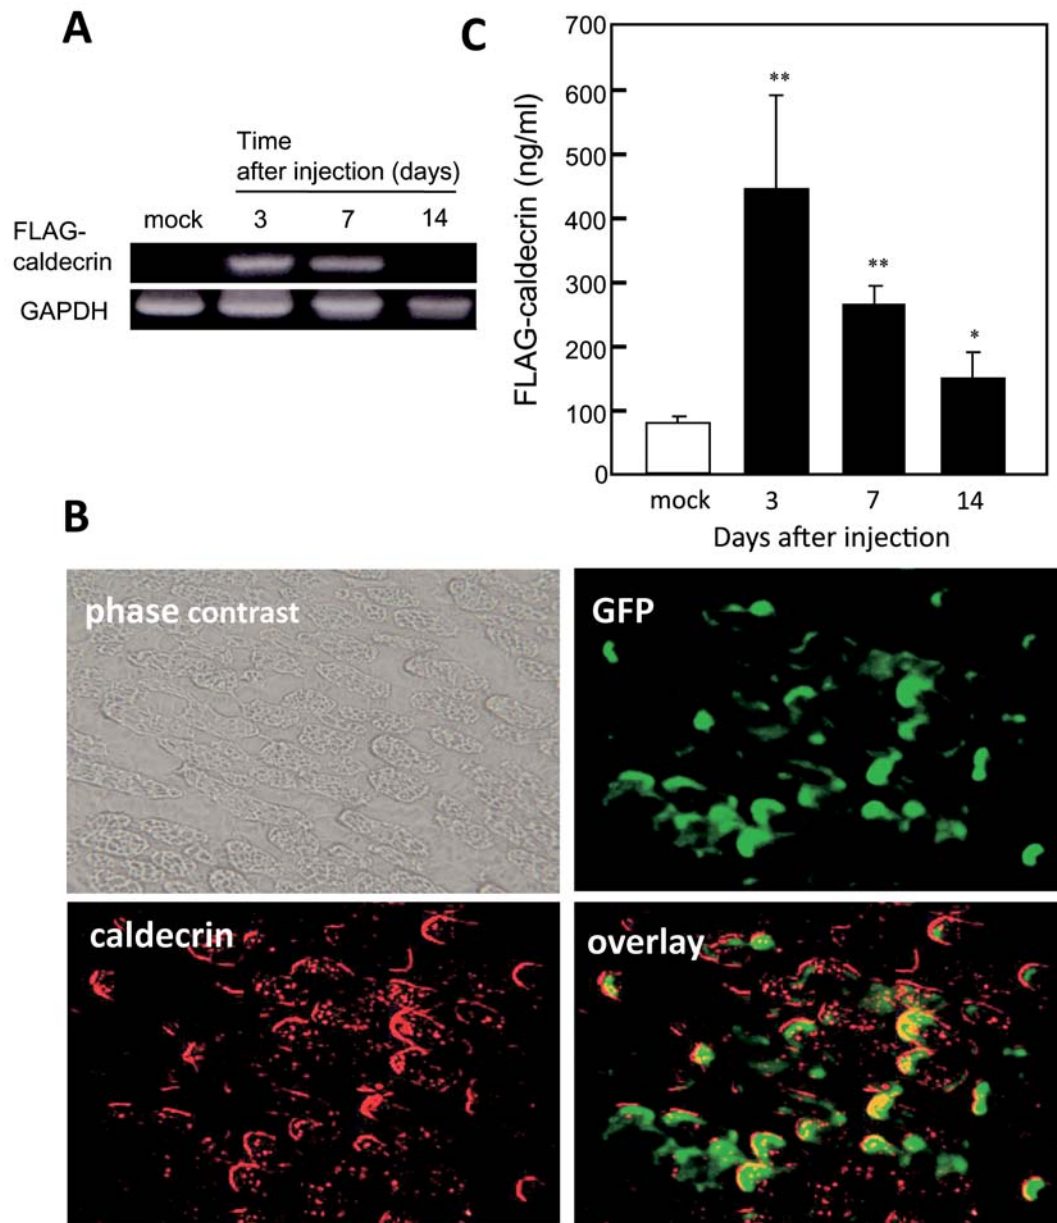 A
Time
after injection (days)
mock 3 7 14
FLAG-
caldecrin
GAPDH
C
FLAG-caldecrin (ng/ml)
700
600
500
400
300
200
100
0
**
**
*
mock 3 7 14
Days after injection
B
phase contrast
GFP
caldecrin
overlay